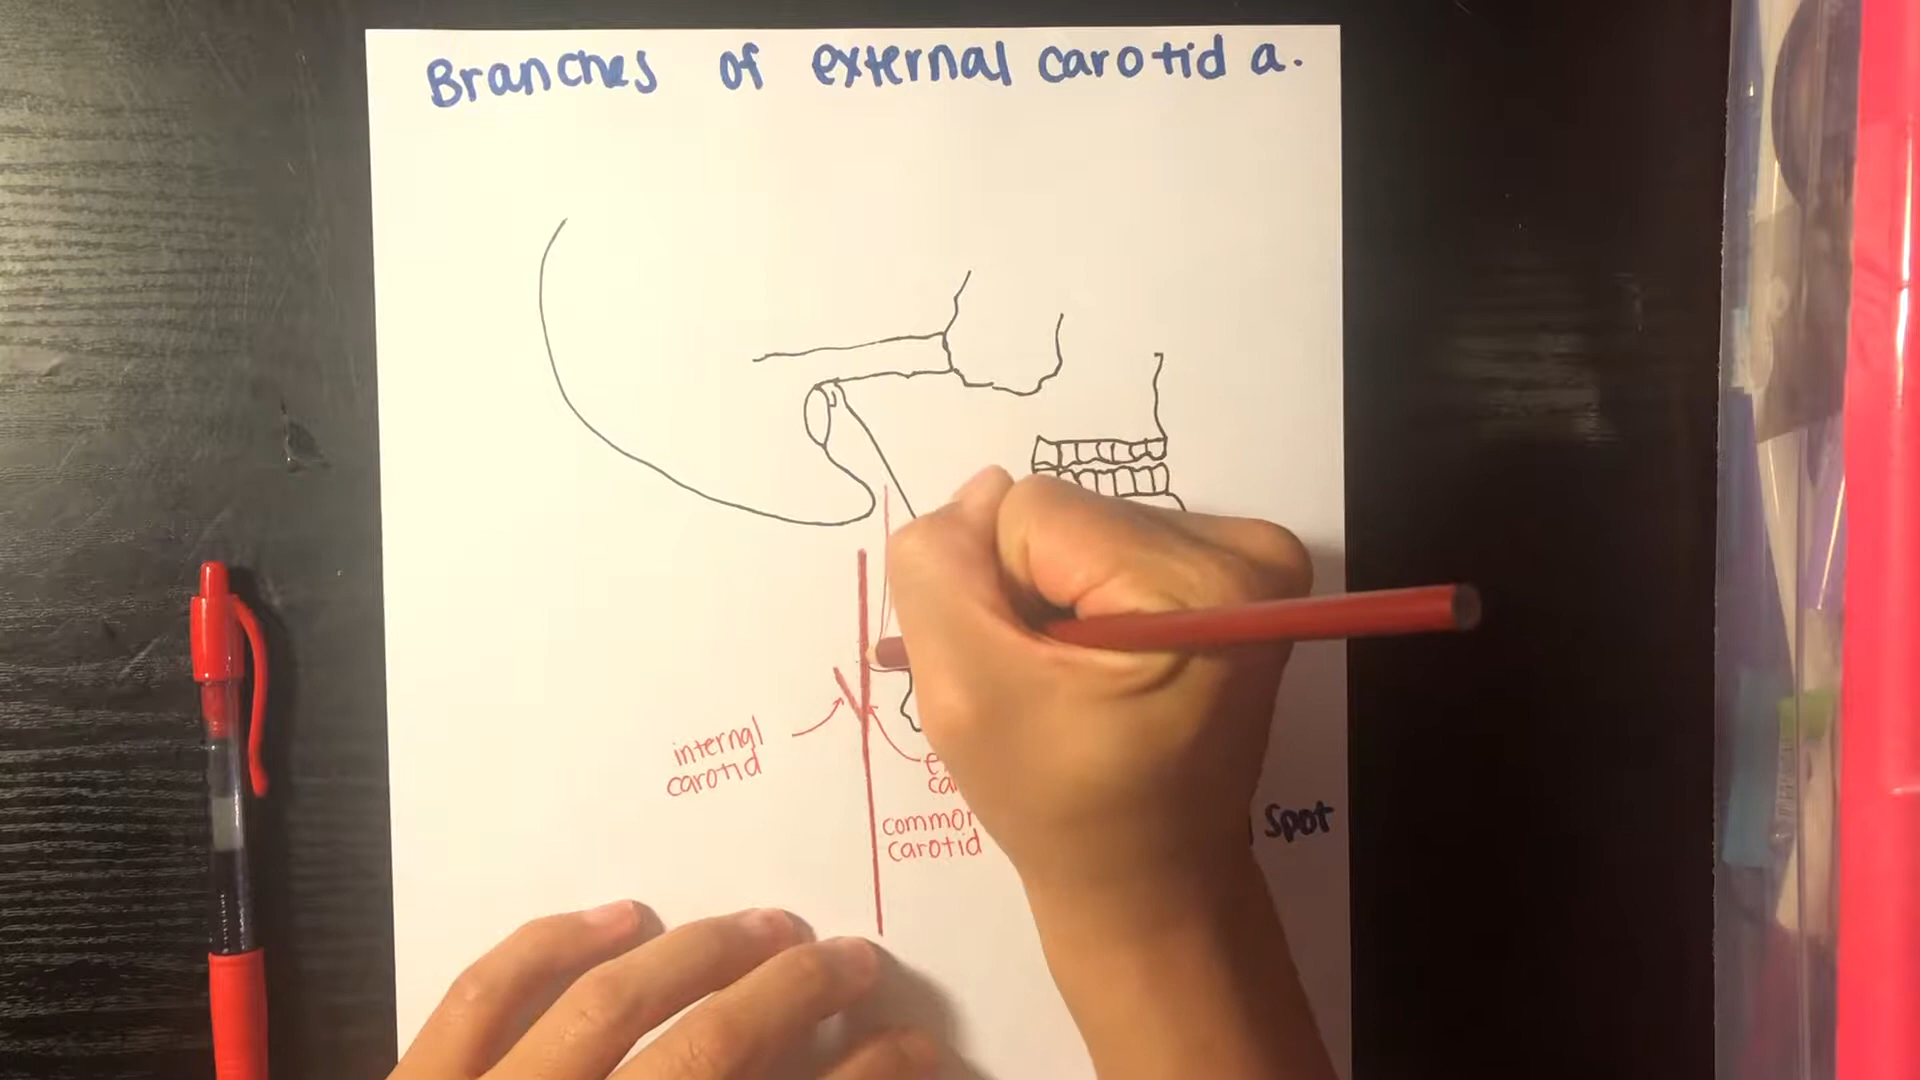 Branches of external carotid a.
internal
carotid
common
carotid
spot